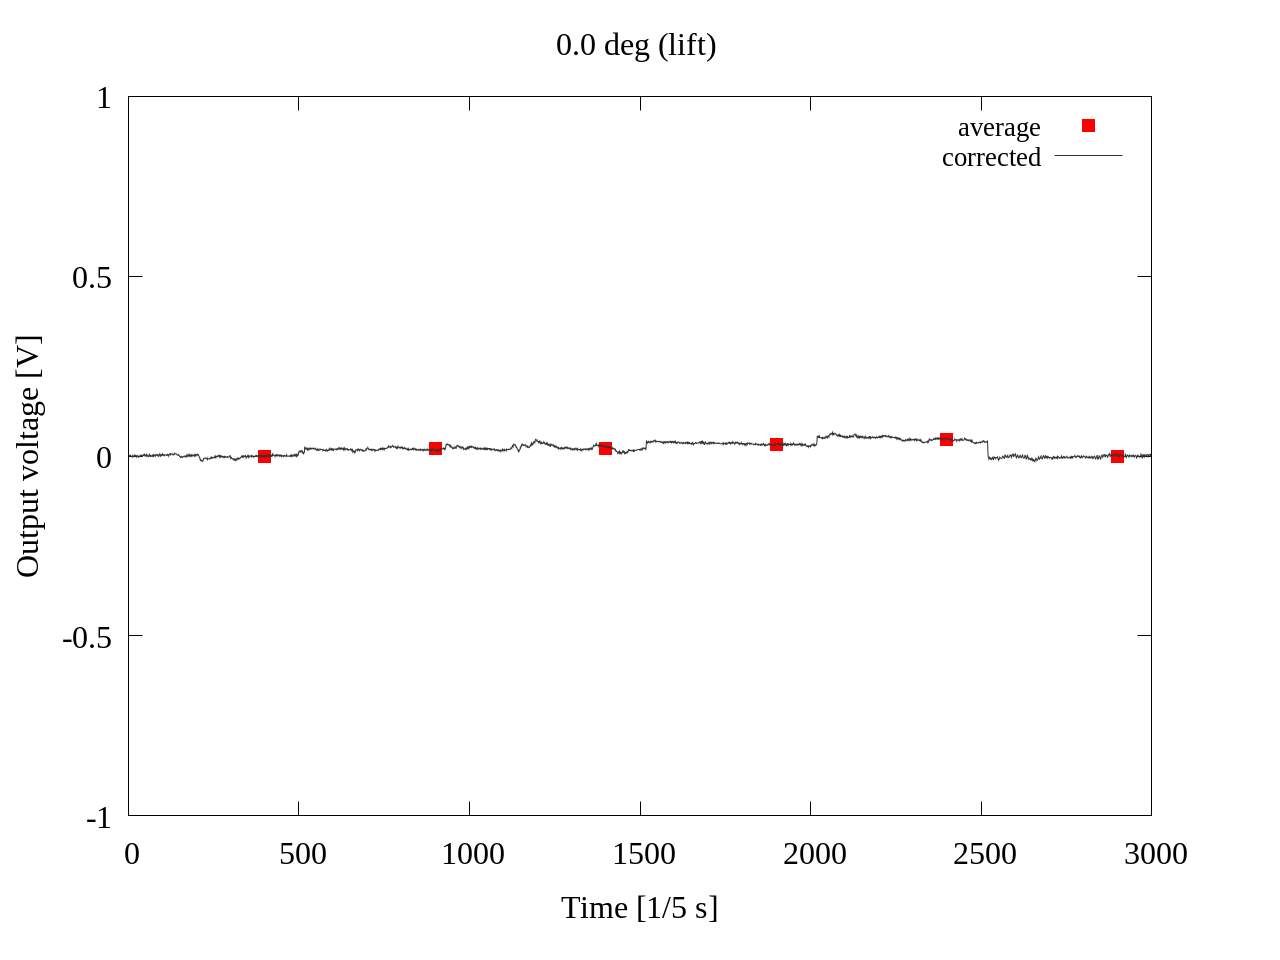 0.0 deg (lift)
average
corrected
1
0.5
0
-0.5
-1
Output voltage [V]
0 500 1000 1500 2000 2500 3000
Time [1/5 s]